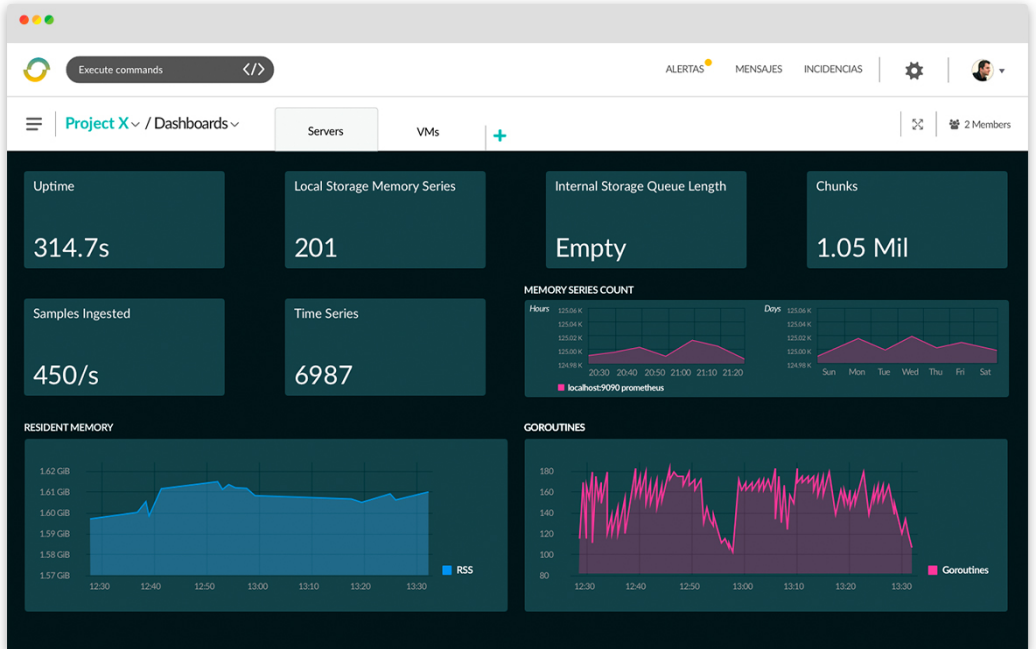 Execute commands </>
ALERTAS MENSAJES INCIDENCIAS
Project X / Dashboards
Servers
VMs
+
2 Members
Uptime
314.7s
Local Storage Memory Series
201
Internal Storage Queue Length
Empty
Chunks
1.05 Mil
Samples Ingested
450/s
Time Series
6987
MEMORY SERIES COUNT
Hours
125.06 K
125.04 K
125.02 K
125.00 K
124.98 K
20:30 20:40 20:50 21:00 21:10 21:20
localhost:9090 prometheus
Days
125.06 K
125.04 K
125.02 K
125.00 K
124.98 K
Sun Mon Tue Wed Thu Fri Sat
RESIDENT MEMORY
1.62 GiB
1.61 GiB
1.60 GiB
1.59 GiB
1.58 GiB
1.57 GiB
12:30 12:40 12:50 13:00 13:10 13:20 13:30
RSS
GOROUTINES
180
160
140
120
100
80
12:30 12:40 12:50 13:00 13:10 13:20 13:30
Goroutines